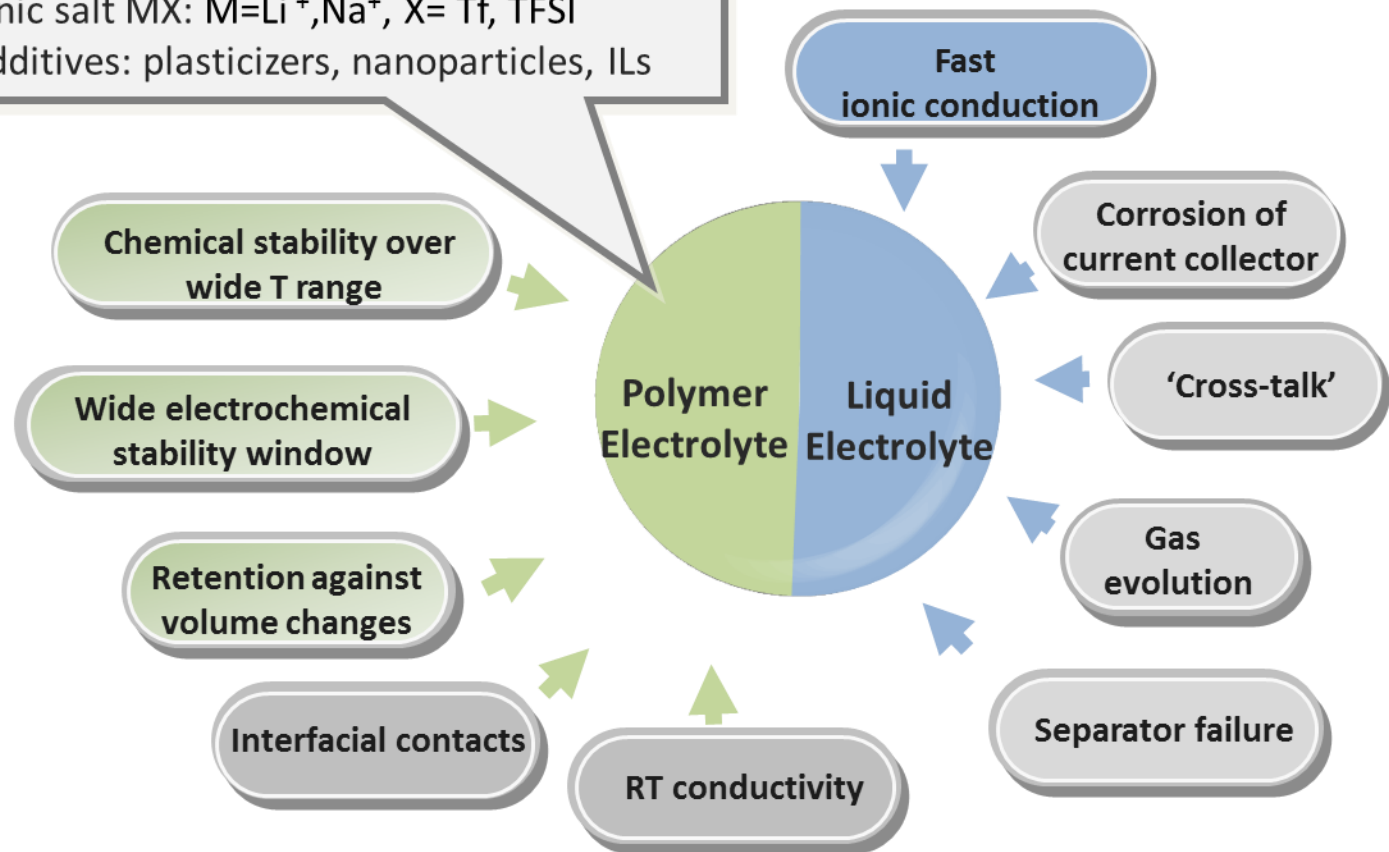 nic salt MX: M=Li⁺,Na⁺, X= Tf, TFSI
dditives: plasticizers, nanoparticles, ILs
Fast
ionic conduction
Corrosion of
current collector
Chemical stability over
wide T range
‘Cross-talk’
Wide electrochemical
stability window
Polymer
Electrolyte
Liquid
Electrolyte
Gas
evolution
Retention against
volume changes
Separator failure
Interfacial contacts
RT conductivity